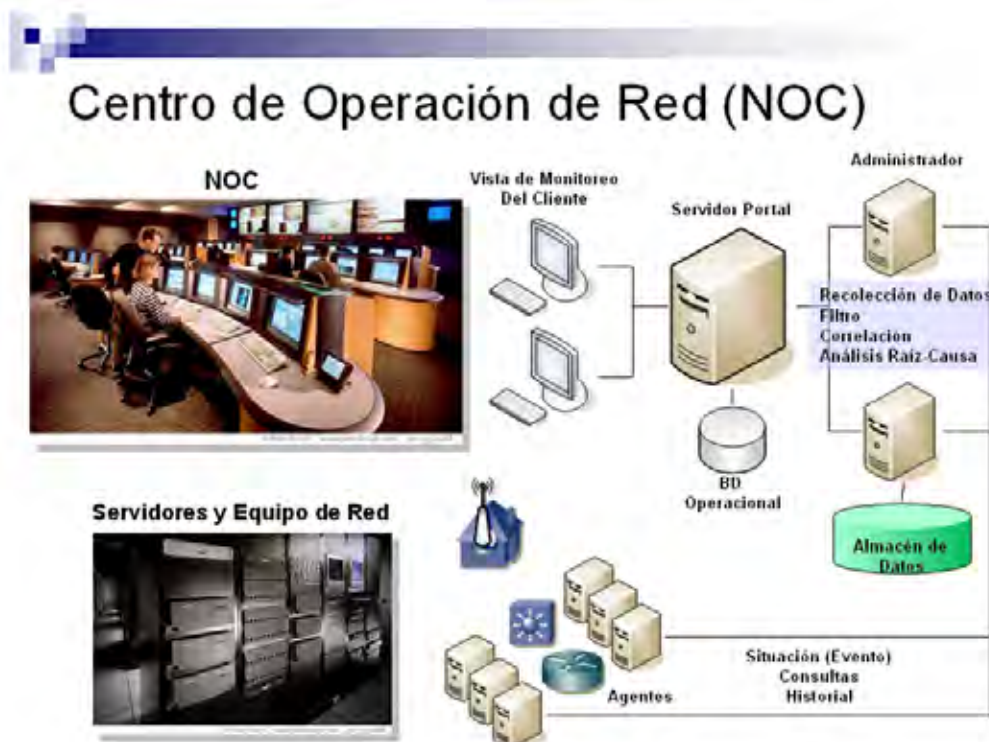 Centro de Operación de Red (NOC)
NOC
Vista de Monitoreo
Del Cliente
Servidor Portal
Administrador
Recolección de Datos
Filtro
Correlación
Análisis Raíz-Causa
BD
Operacional
Almacén de
Datos
Servidores y Equipo de Red
Agentes
Situación (Evento)
Consultas
Historial